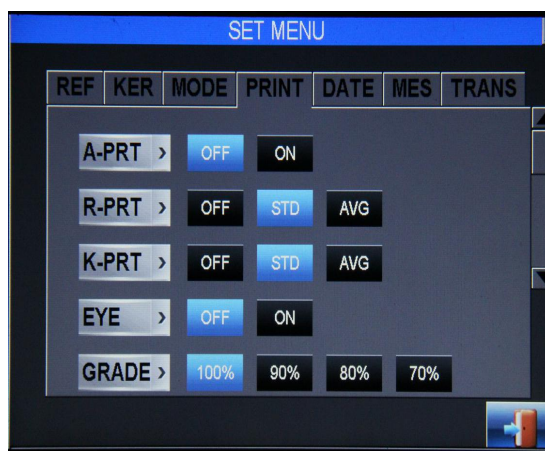 SET MENU
REF KER MODE PRINT DATE MES TRANS
A-PRT > OFF ON
R-PRT > OFF STD AVG
K-PRT > OFF STD AVG
EYE > OFF ON
GRADE > 100% 90% 80% 70%